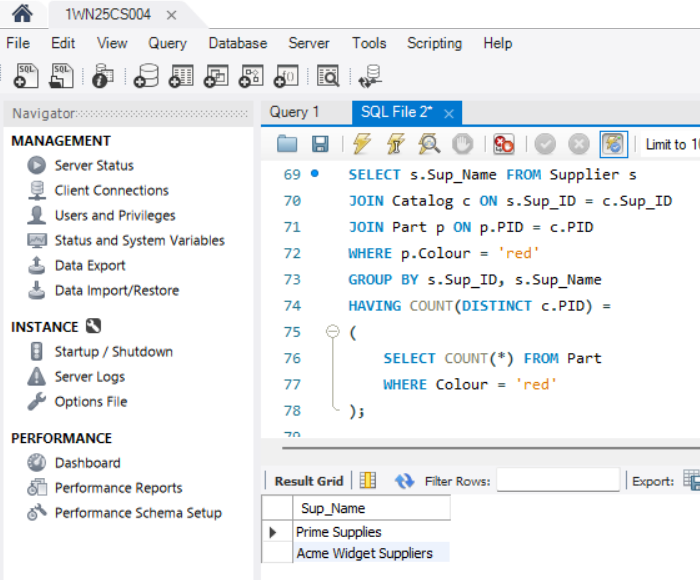 1WN25CS004
File Edit View Query Database Server Tools Scripting Help
SQL SQL
Navigator
MANAGEMENT
Server Status
Client Connections
Users and Privileges
Status and System Variables
Data Export
Data Import/Restore
INSTANCE
Startup / Shutdown
Server Logs
Options File
PERFORMANCE
Dashboard
Performance Reports
Performance Schema Setup
Query 1 SQL File 2*
Limit to 1
69 SELECT s.Sup_Name FROM Supplier s
70 JOIN Catalog c ON s.Sup_ID = c.Sup_ID
71 JOIN Part p ON p.PID = c.PID
72 WHERE p.Colour = 'red'
73 GROUP BY s.Sup_ID, s.Sup_Name
74 HAVING COUNT(DISTINCT c.PID) =
75 (
76 SELECT COUNT(*) FROM Part
77 WHERE Colour = 'red'
78 );
79
Result Grid Filter Rows: Export:
Sup_Name
Prime Supplies
Acme Widget Suppliers